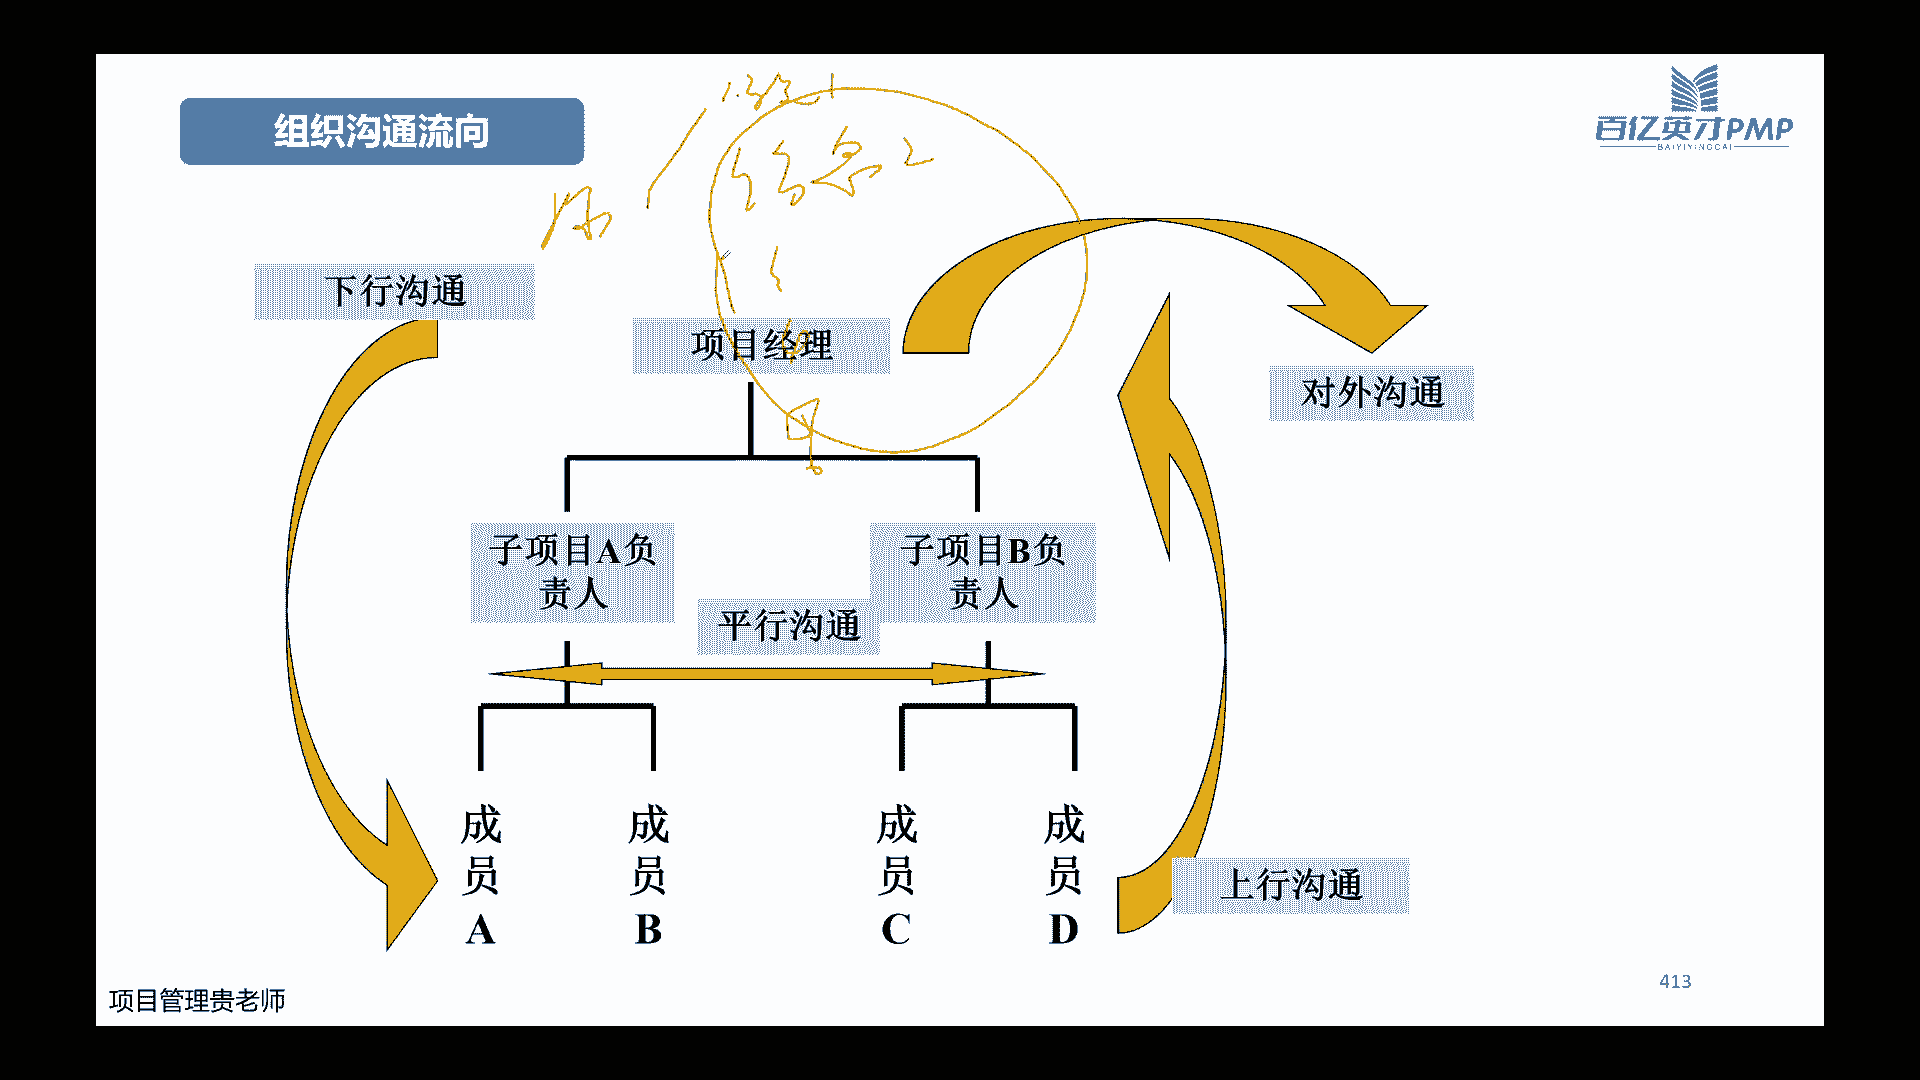 组织沟通流向
百亿英才PMP
BAIYIYINGCAI
下行沟通
项目经理
对外沟通
子项目A负
责人
子项目B负
责人
平行沟通
成员A
成员B
成员C
成员D
上行沟通
413
项目管理贵老师